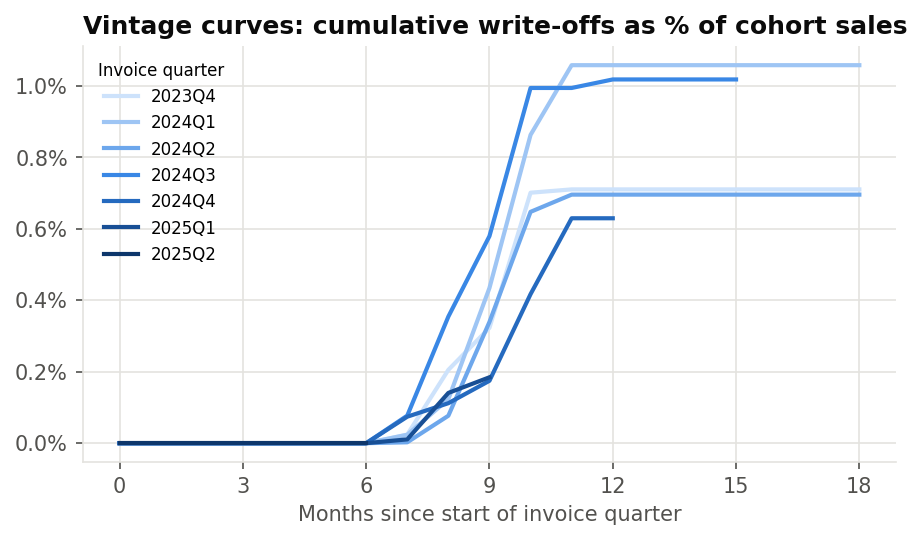 Vintage curves: cumulative write-offs as % of cohort sales
Invoice quarter
2023Q4
2024Q1
2024Q2
2024Q3
2024Q4
2025Q1
2025Q2
1.0%
0.8%
0.6%
0.4%
0.2%
0.0%
0 3 6 9 12 15 18
Months since start of invoice quarter